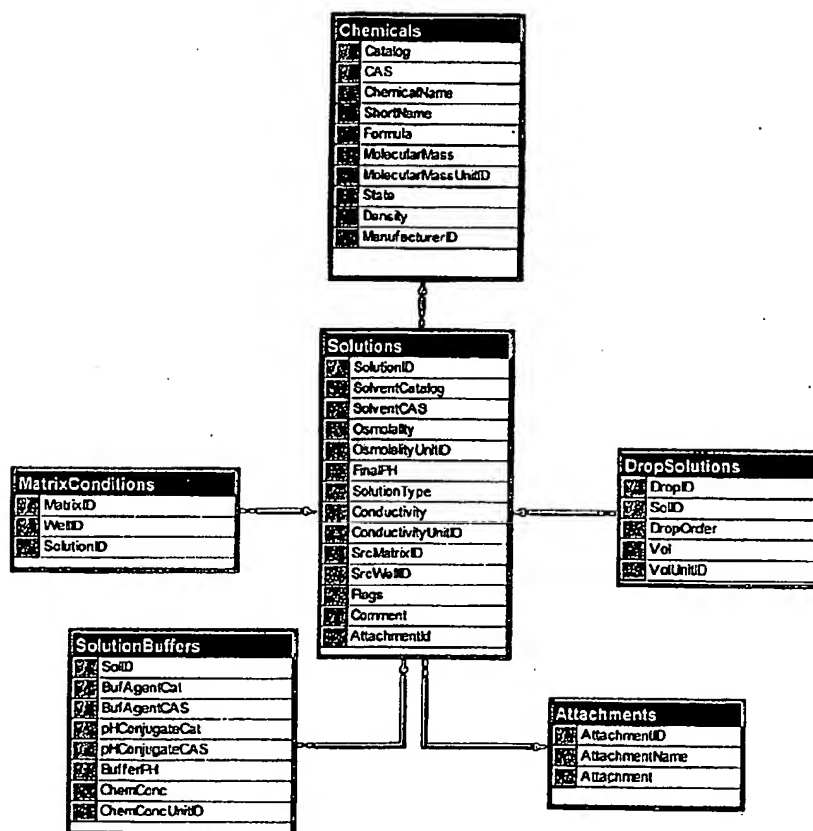 Chemicals
Catalog
CAS
ChemicalName
ShortName
Formula
MolecularMass
MolecularMassUnitID
State
Density
ManufacturerID
Solutions
SolutionID
SolventCatalog
SolventCAS
Osmolality
OsmolalityUnitID
FinalPH
SolutionType
Conductivity
ConductivityUnitID
SrcMatrixID
SrcWellID
Flags
Comment
AttachmentId
MatrixConditions
MatrixID
WellID
SolutionID
DropSolutions
DropID
SolID
DropOrder
Vol
VolUnitID
SolutionBuffers
SolID
BufAgentCat
BufAgentCAS
pHConjugateCat
pHConjugateCAS
BufferPH
ChemConc
ChemConcUnitID
Attachments
AttachmentID
AttachmentName
Attachment